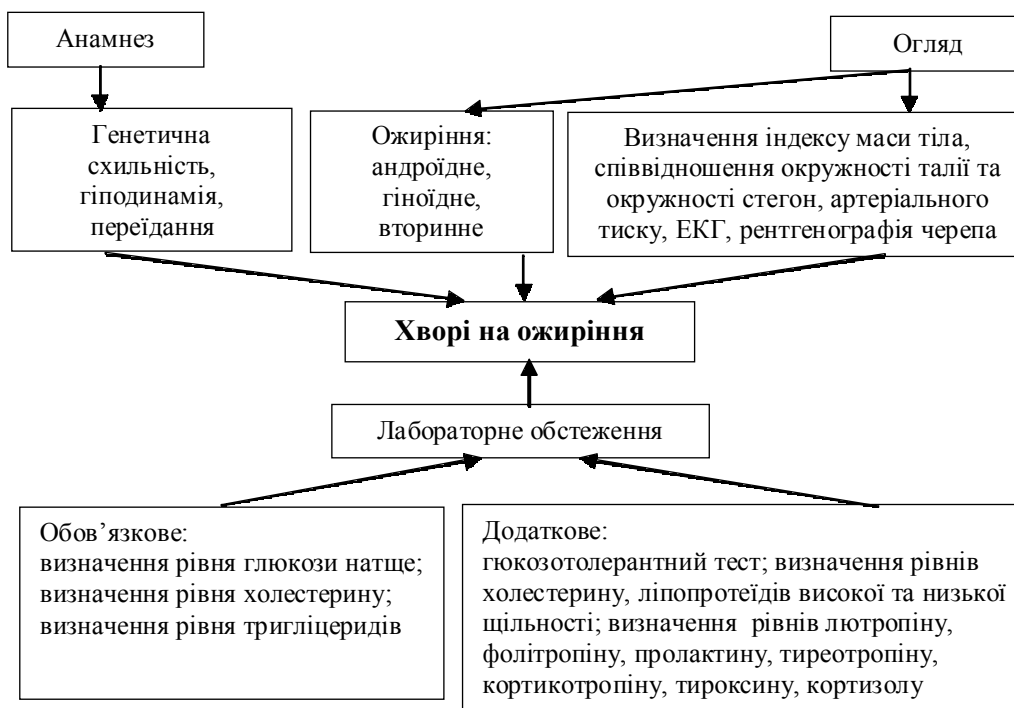 Анамнез
Огляд
Генетична
схильність,
гіподинамія,
переїдання
Ожиріння:
андроїдне,
гіноїдне,
вторинне
Визначення індексу маси тіла,
співвідношення окружності талії та
окружності стегон, артеріального
тиску, ЕКГ, рентгенографія черепа
Хворі на ожиріння
Лабораторне обстеження
Обов’язкове:
визначення рівня глюкози натще;
визначення рівня холестерину;
визначення рівня тригліцеридів
Додаткове:
гюкозотолерантний тест; визначення рівнів
холестерину, ліпопротеїдів високої та низької
щільності; визначення рівнів лютропіну,
фолітропіну, пролактину, тиреотропіну,
кортикотропіну, тироксину, кортизолу